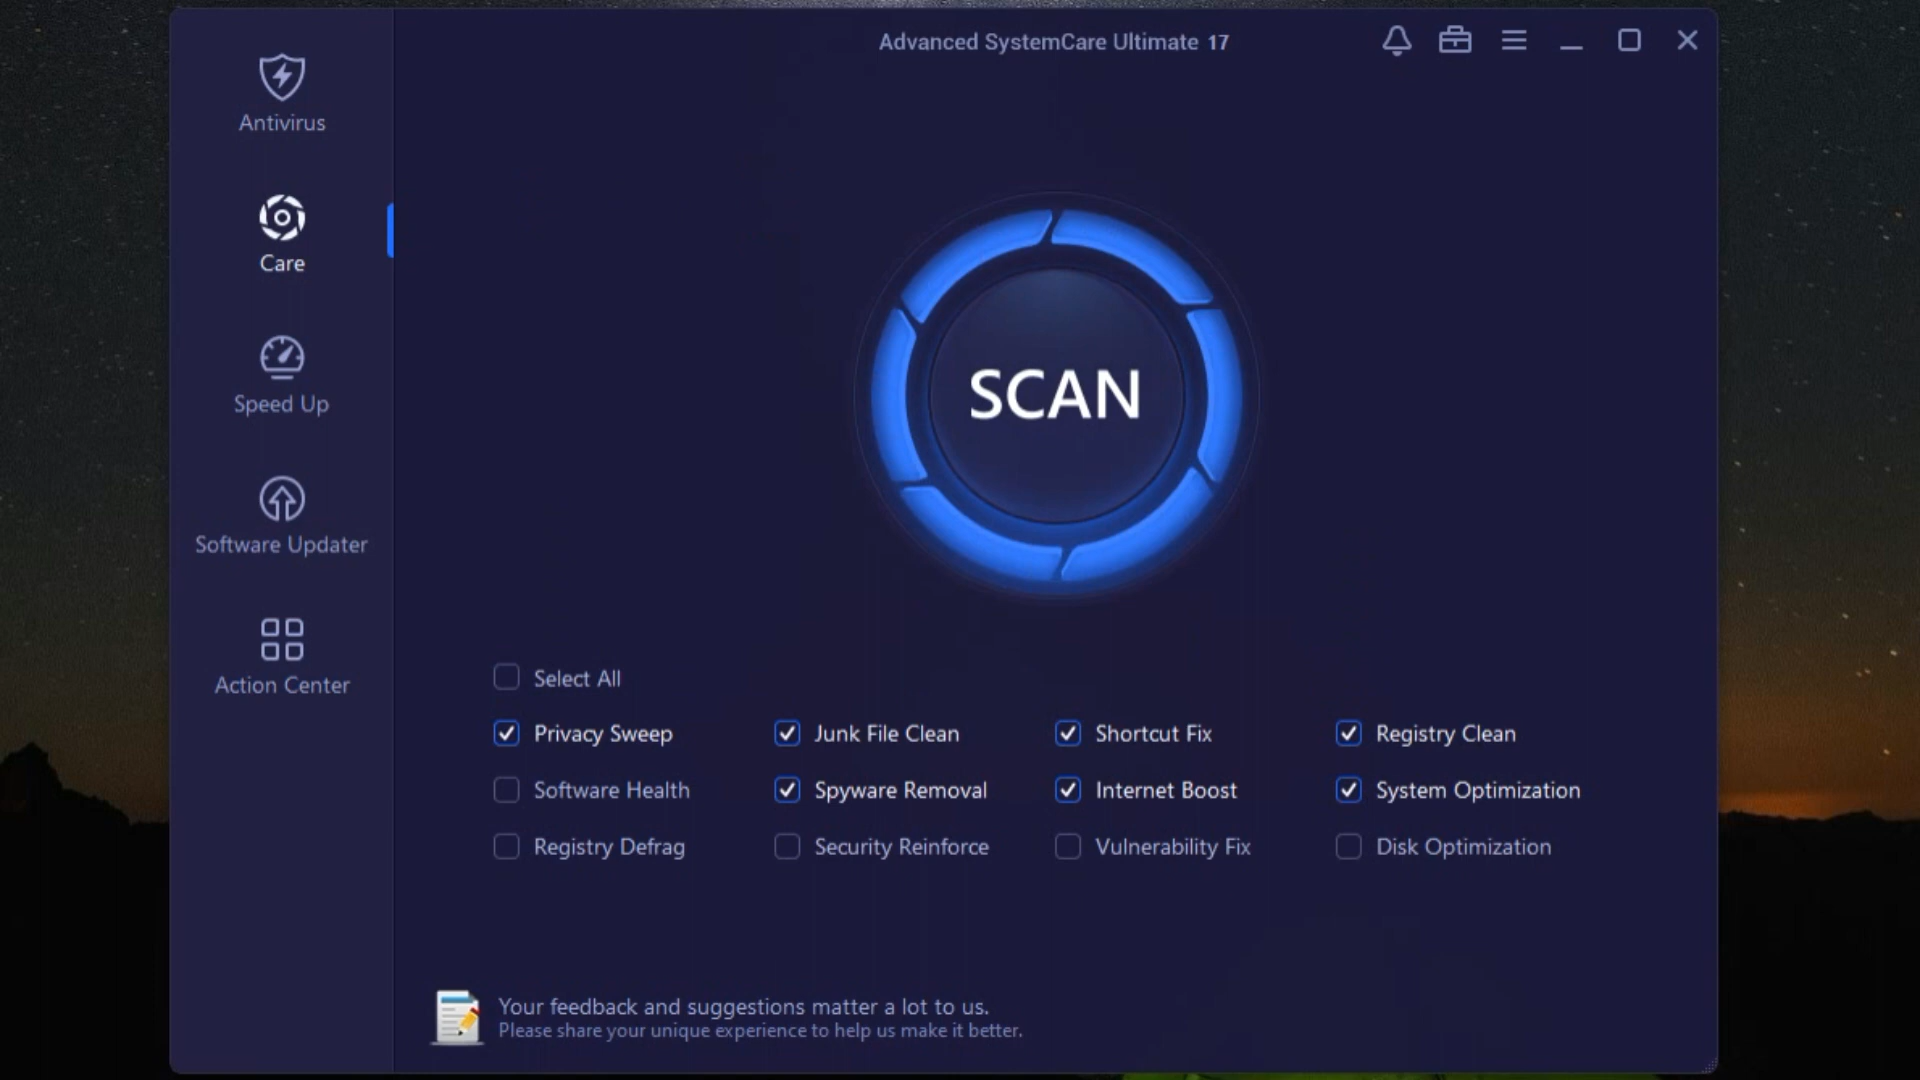 Advanced SystemCare Ultimate 17
Antivirus
Care
Speed Up
Software Updater
Action Center
SCAN
Select All
Privacy Sweep
Junk File Clean
Shortcut Fix
Registry Clean
Software Health
Spyware Removal
Internet Boost
System Optimization
Registry Defrag
Security Reinforce
Vulnerability Fix
Disk Optimization
Your feedback and suggestions matter a lot to us.
Please share your unique experience to help us make it better.